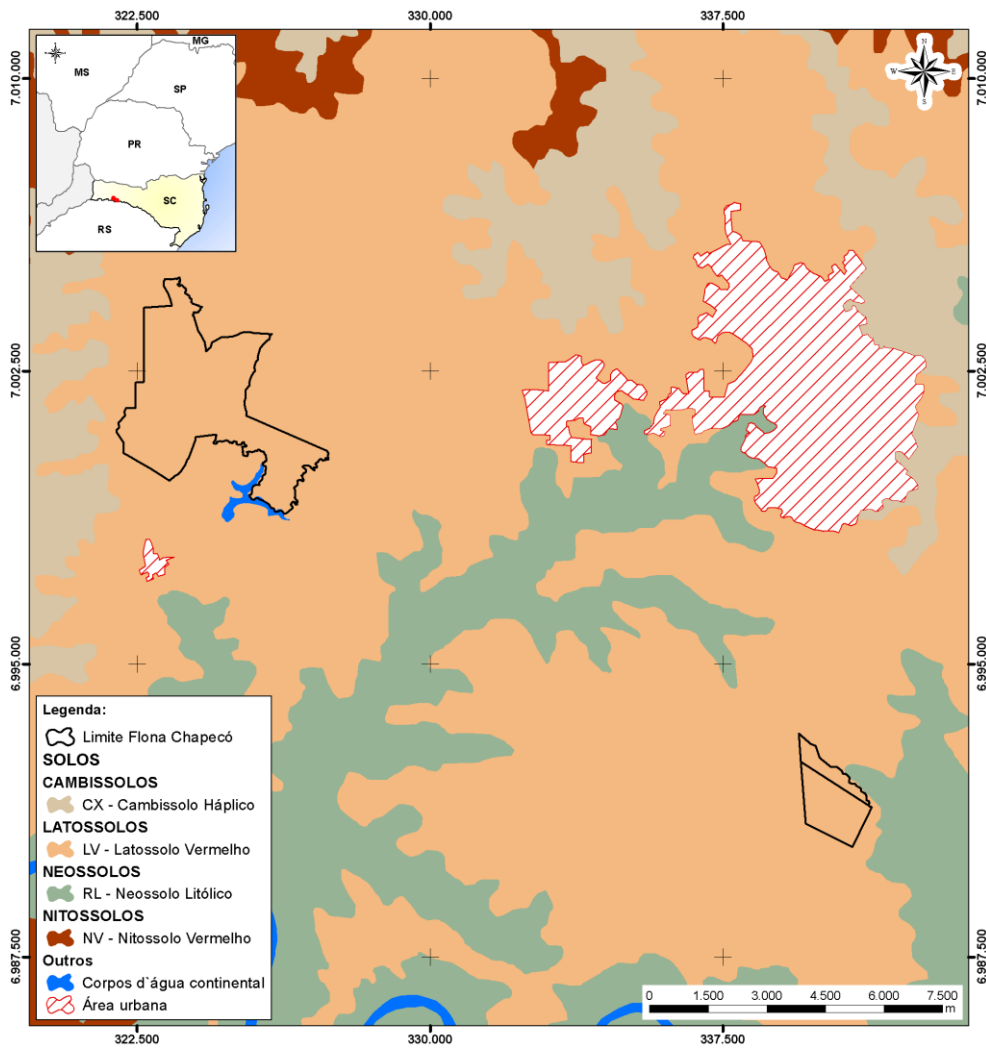 322.500 330.000 337.500
7.010.000
7.010.000
MG
MS
SP
PR
SC
RS
N
W E
S
7.002.500
7.002.500
6.995.000
6.995.000
Legenda:
Limite Flona Chapecó
SOLOS
CAMBISSOLOS
CX - Cambissolo Háplico
LATOSSOLOS
LV - Latossolo Vermelho
NEOSSOLOS
RL - Neossolo Litólico
NITOSSOLOS
NV - Nitossolo Vermelho
Outros
Corpos d`água continental
Área urbana
6.987.500
6.987.500
0 1.500 3.000 4.500 6.000 7.500
m
322.500 330.000 337.500